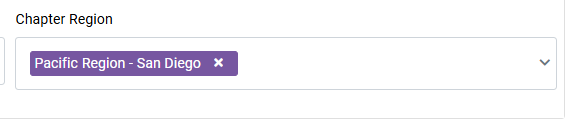 Chapter Region
Pacific Region - San Diego ×